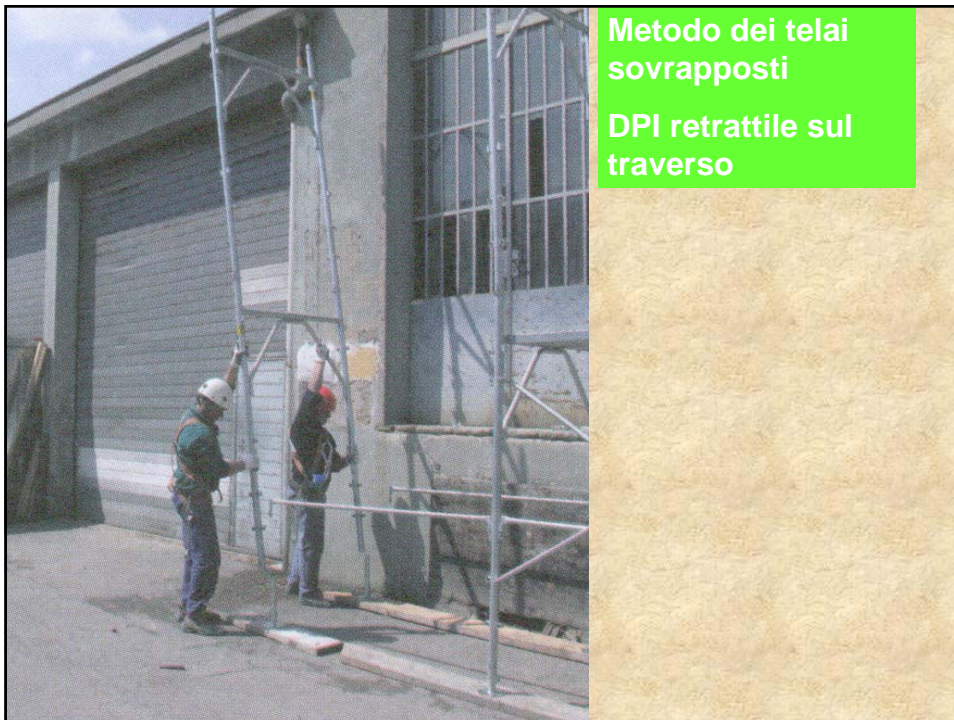 Metodo dei telai
sovrapposti
DPI retrattile sul
traverso